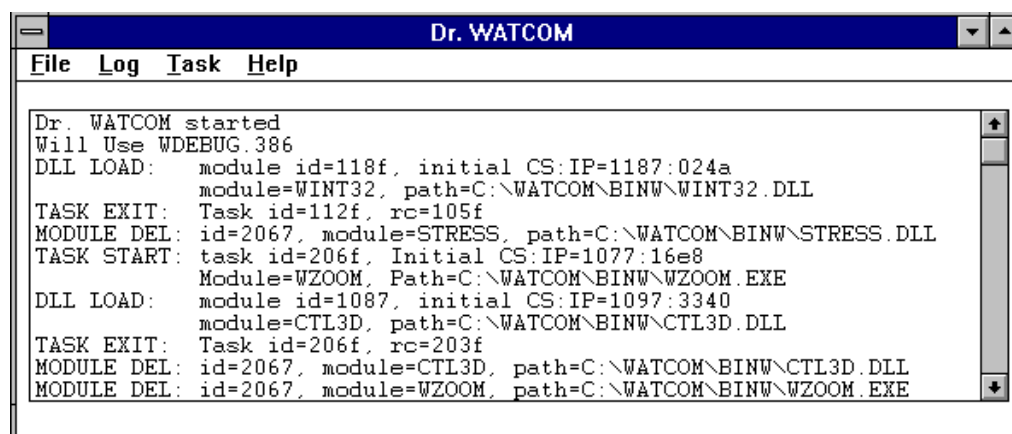 Dr. WATCOM
File Log Task Help
Dr. WATCOM started
Will Use WDEBUG.386
DLL LOAD: module id=118f, initial CS:IP=1187:024a
module=WINT32, path=C:\WATCOM\BINW\WINT32.DLL
TASK EXIT: Task id=112f, rc=105f
MODULE DEL: id=2067, module=STRESS, path=C:\WATCOM\BINW\STRESS.DLL
TASK START: task id=206f, Initial CS:IP=1077:16e8
Module=WZOOM, Path=C:\WATCOM\BINW\WZOOM.EXE
DLL LOAD: module id=1087, initial CS:IP=1097:3340
module=CTL3D, path=C:\WATCOM\BINW\CTL3D.DLL
TASK EXIT: Task id=206f, rc=203f
MODULE DEL: id=2067, module=CTL3D, path=C:\WATCOM\BINW\CTL3D.DLL
MODULE DEL: id=2067, module=WZOOM, path=C:\WATCOM\BINW\WZOOM.EXE